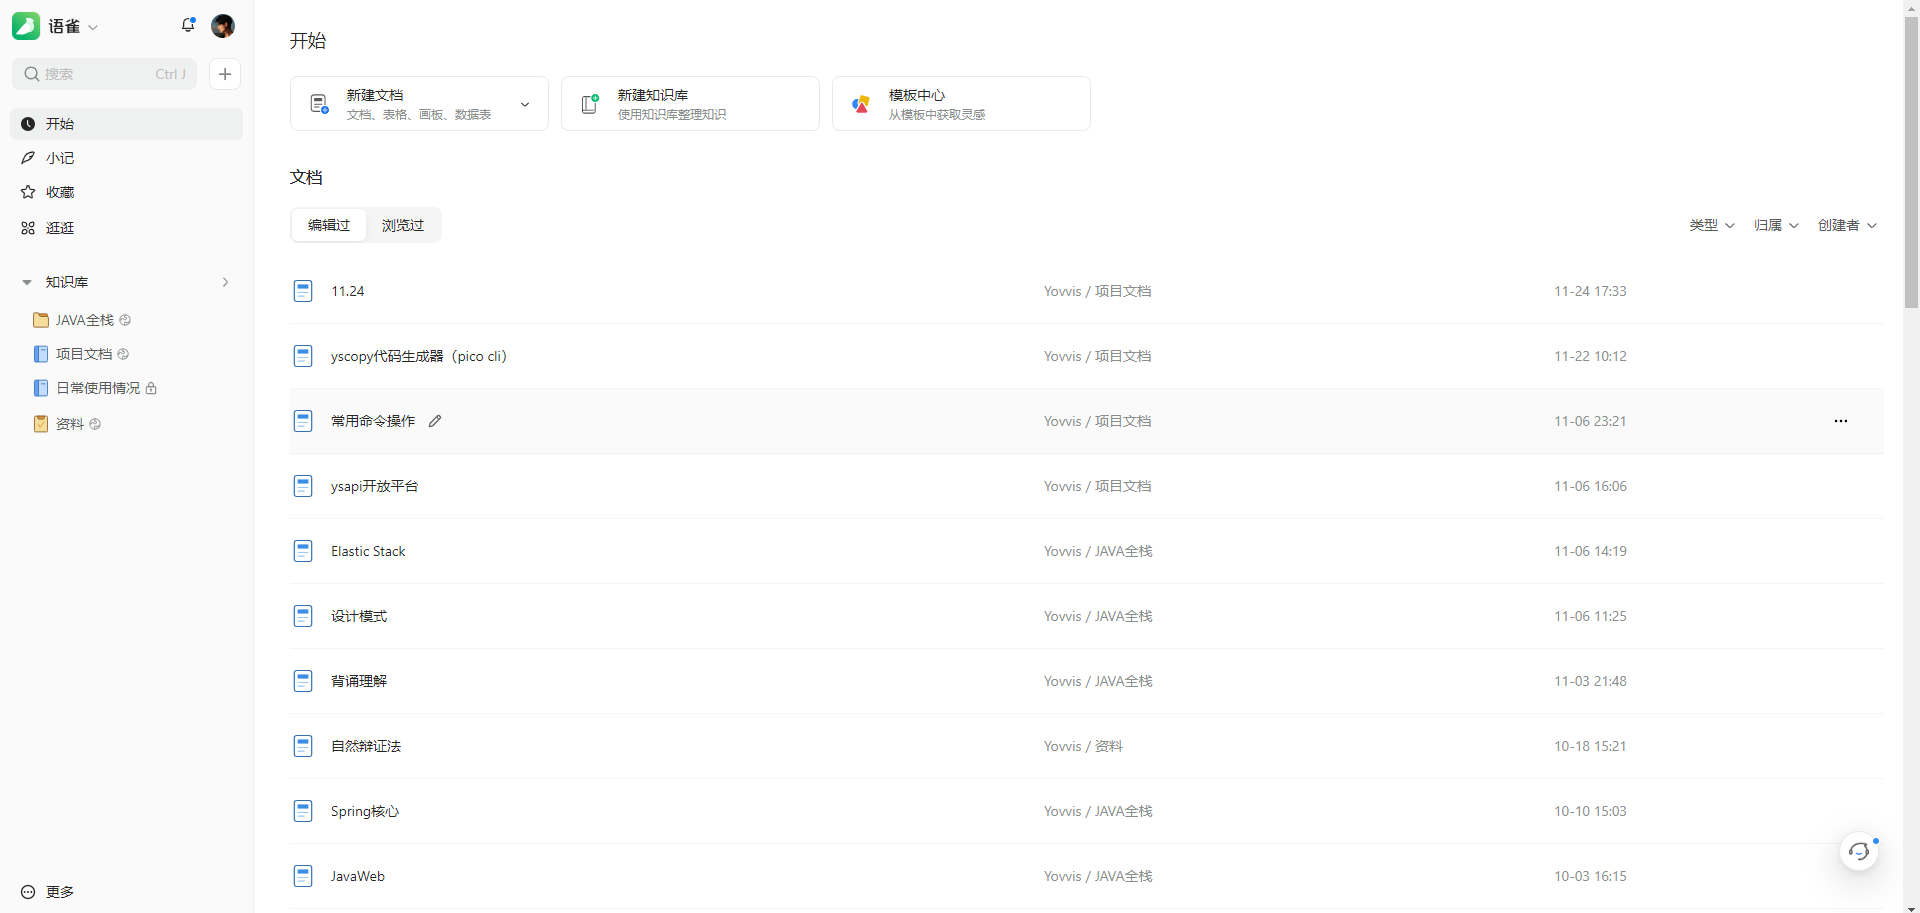 语雀
搜索 Ctrl J
开始
小记
收藏
逛逛
知识库
JAVA全栈
项目文档
日常使用情况
资料
更多
开始
新建文档
文档、表格、画板、数据表
新建知识库
使用知识库整理知识
模板中心
从模板中获取灵感
文档
编辑过 浏览过 类型 归属 创建者
11.24 Yovvis / 项目文档 11-24 17:33
yscopy代码生成器（pico cli） Yovvis / 项目文档 11-22 10:12
常用命令操作 Yovvis / 项目文档 11-06 23:21
ysapi开放平台 Yovvis / 项目文档 11-06 16:06
Elastic Stack Yovvis / JAVA全栈 11-06 14:19
设计模式 Yovvis / JAVA全栈 11-06 11:25
背诵理解 Yovvis / JAVA全栈 11-03 21:48
自然辩证法 Yovvis / 资料 10-18 15:21
Spring核心 Yovvis / JAVA全栈 10-10 15:03
JavaWeb Yovvis / JAVA全栈 10-03 16:15